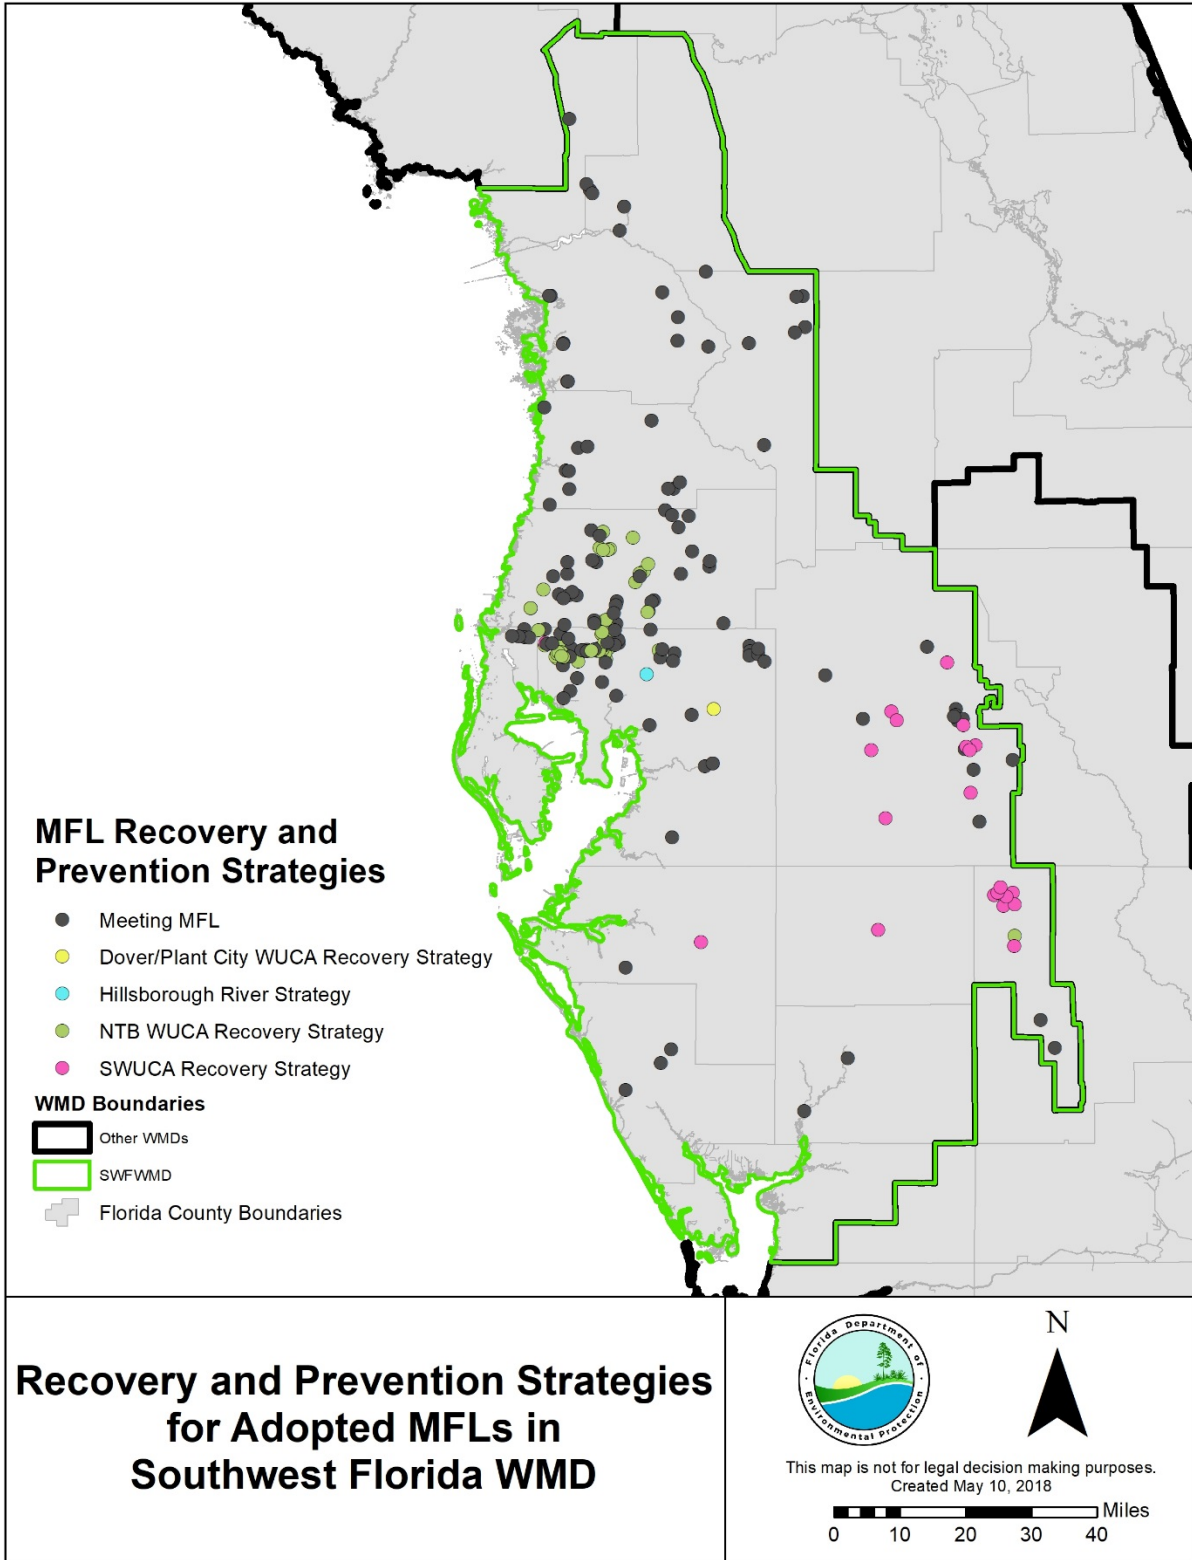 MFL Recovery and
Prevention Strategies
Meeting MFL
Dover/Plant City WUCA Recovery Strategy
Hillsborough River Strategy
NTB WUCA Recovery Strategy
SWUCA Recovery Strategy
WMD Boundaries
Other WMDs
SWFWMD
Florida County Boundaries
Recovery and Prevention Strategies
for Adopted MFLs in
Southwest Florida WMD
Florida Department of
Environmental Protection
N
This map is not for legal decision making purposes.
Created May 10, 2018
Miles
0 10 20 30 40